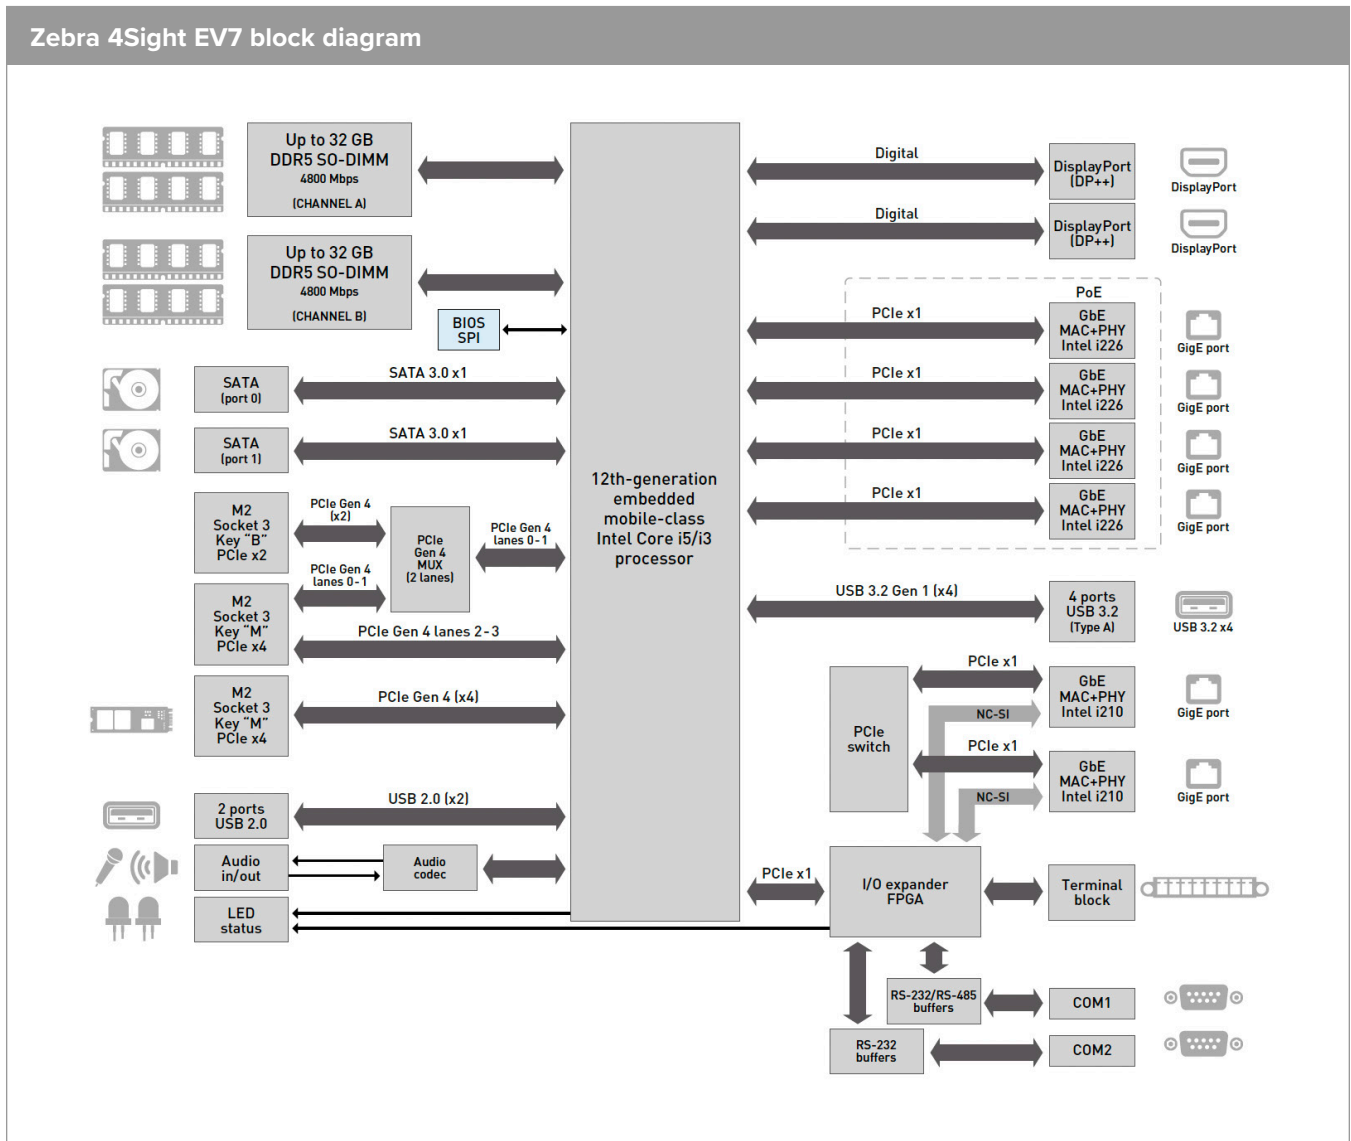 Zebra 4Sight EV7 block diagram
Up to 32 GB
DDR5 SO-DIMM
4800 Mbps
(CHANNEL A)
Up to 32 GB
DDR5 SO-DIMM
4800 Mbps
(CHANNEL B)
BIOS
SPI
SATA
(port 0)
SATA 3.0 x1
SATA
(port 1)
SATA 3.0 x1
M2
Socket 3
Key "B"
PCIe x2
PCIe Gen 4
(x2)
PCIe Gen 4
lanes 0-1
PCIe
Gen 4
MUX
(2 lanes)
PCIe Gen 4
lanes 0-1
M2
Socket 3
Key "M"
PCIe x4
PCIe Gen 4 lanes 2-3
M2
Socket 3
Key "M"
PCIe x4
PCIe Gen 4 (x4)
2 ports
USB 2.0
USB 2.0 (x2)
Audio
in/out
Audio
codec
LED
status
12th-generation
embedded
mobile-class
Intel Core i5/i3
processor
Digital
DisplayPort
(DP++)
DisplayPort
Digital
DisplayPort
(DP++)
DisplayPort
PoE
PCIe x1
GbE
MAC+PHY
Intel i226
GigE port
PCIe x1
GbE
MAC+PHY
Intel i226
GigE port
PCIe x1
GbE
MAC+PHY
Intel i226
GigE port
PCIe x1
GbE
MAC+PHY
Intel i226
GigE port
USB 3.2 Gen 1 (x4)
4 ports
USB 3.2
(Type A)
USB 3.2 x4
PCIe
switch
PCIe x1
NC-SI
GbE
MAC+PHY
Intel i210
GigE port
PCIe x1
NC-SI
GbE
MAC+PHY
Intel i210
GigE port
PCIe x1
I/O expander
FPGA
Terminal
block
RS-232/RS-485
buffers
COM1
RS-232
buffers
COM2